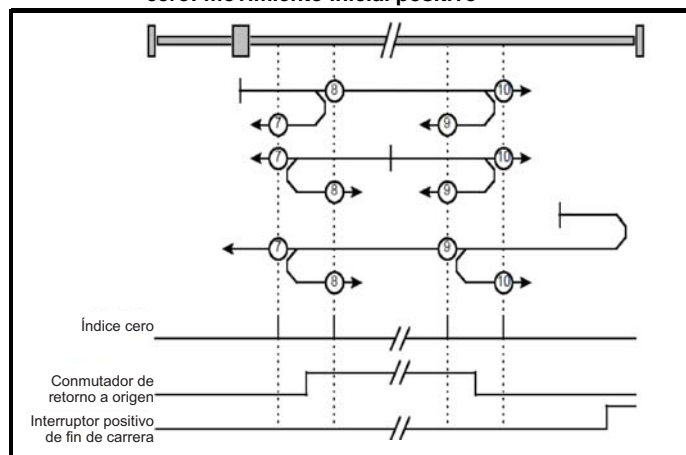 cero: movimiento inicial positivo
8 10
7 9
7 10
8 9
7 9
8 10
Índice cero
Conmutador de
retorno a origen
Interruptor positivo
de fin de carrera